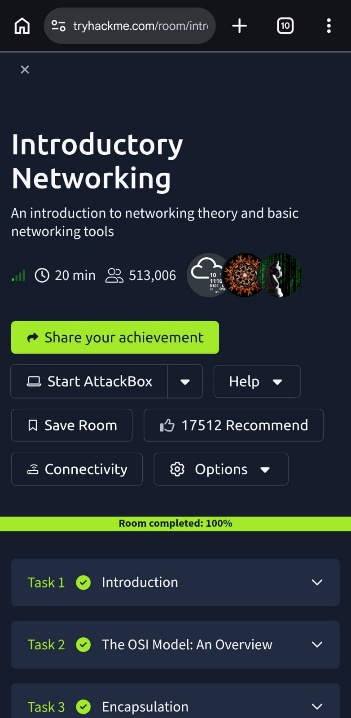 tryhackme.com/room/intr
10
Introductory
Networking
An introduction to networking theory and basic
networking tools
20 min 513,006
Share your achievement
Start AttackBox Help
Save Room 17512 Recommend
Connectivity Options
Room completed: 100%
Task 1 Introduction
Task 2 The OSI Model: An Overview
Task 3 Encapsulation